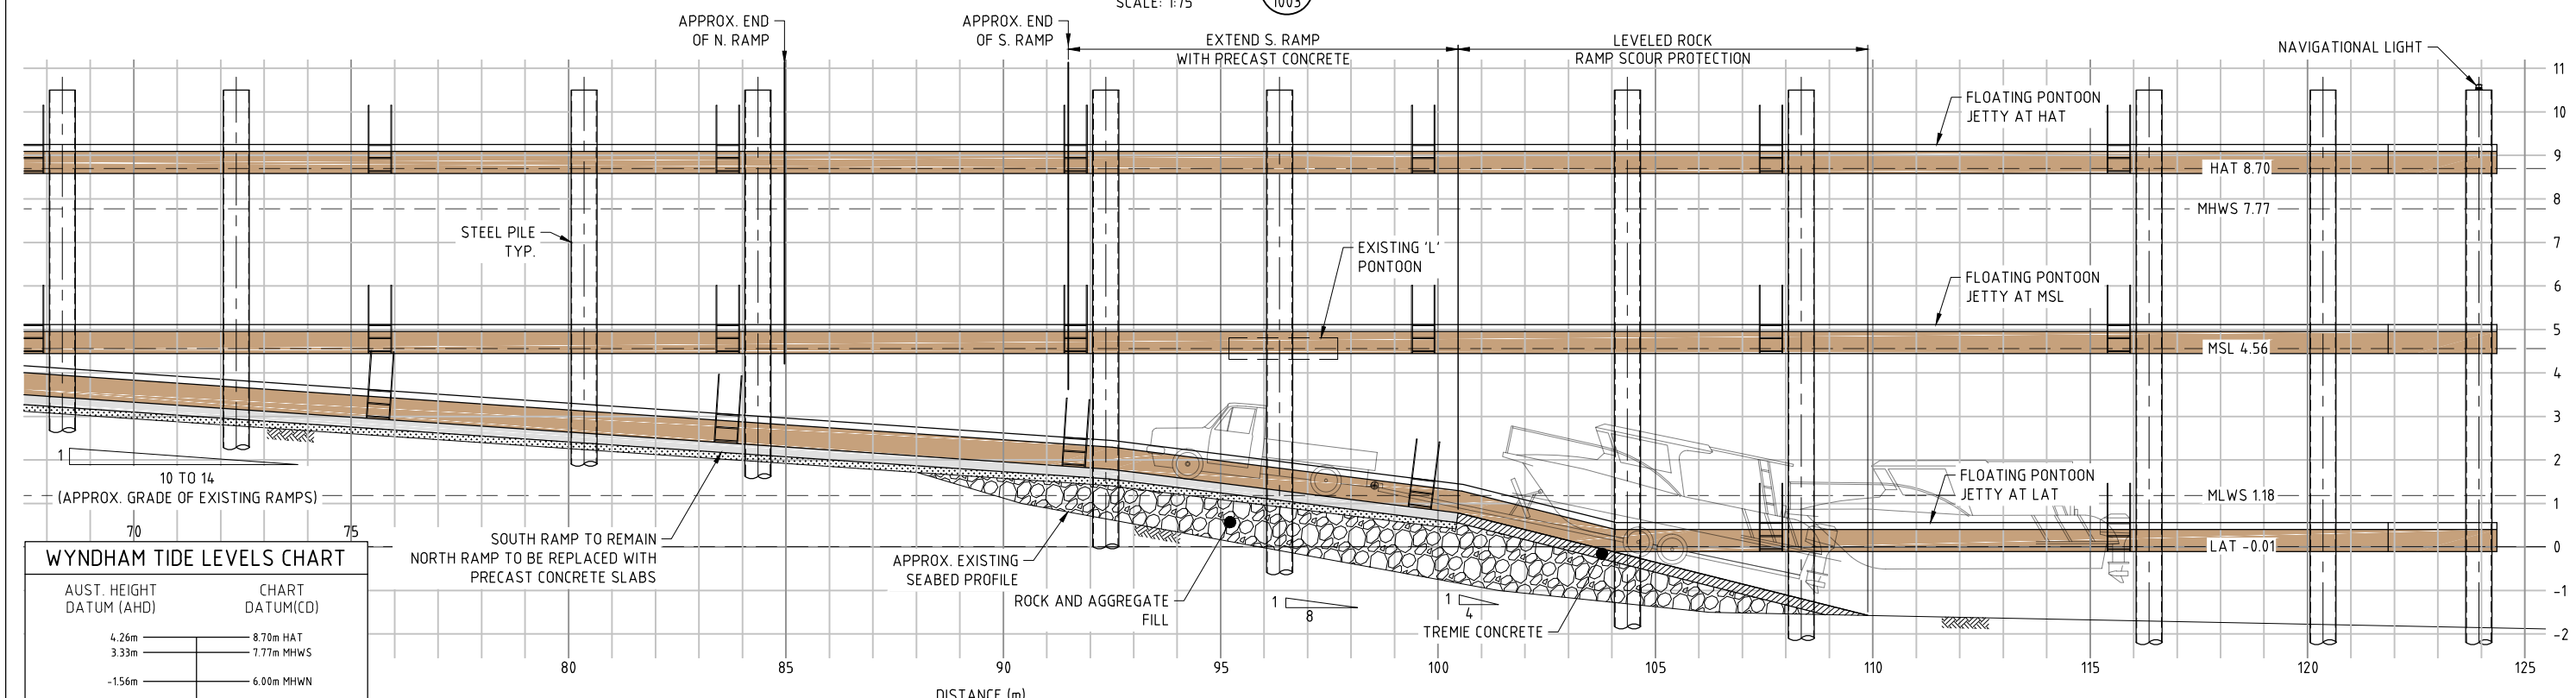 SCALE: 1:75
1003
APPROX. END
OF N. RAMP
APPROX. END
OF S. RAMP
EXTEND S. RAMP
WITH PRECAST CONCRETE
LEVELED ROCK
RAMP SCOUR PROTECTION
NAVIGATIONAL LIGHT
FLOATING PONTOON
JETTY AT HAT
HAT 8.70
MHWS 7.77
STEEL PILE
TYP.
EXISTING 'L'
PONTOON
FLOATING PONTOON
JETTY AT MSL
MSL 4.56
1
10 TO 14
(APPROX. GRADE OF EXISTING RAMPS)
FLOATING PONTOON
JETTY AT LAT
MLWS 1.18
LAT -0.01
SOUTH RAMP TO REMAIN
NORTH RAMP TO BE REPLACED WITH
PRECAST CONCRETE SLABS
APPROX. EXISTING
SEABED PROFILE
ROCK AND AGGREGATE
FILL
1
8
1
4
TREMIE CONCRETE
11
10
9
8
7
6
5
4
3
2
1
0
-1
-2
70
75
80
85
90
95
100
105
110
115
120
125
DISTANCE (m)
WYNDHAM TIDE LEVELS CHART
AUST. HEIGHT
DATUM (AHD)
CHART
DATUM(CD)
4.26m
8.70m HAT
3.33m
7.77m MHWS
-1.56m
6.00m MHWN